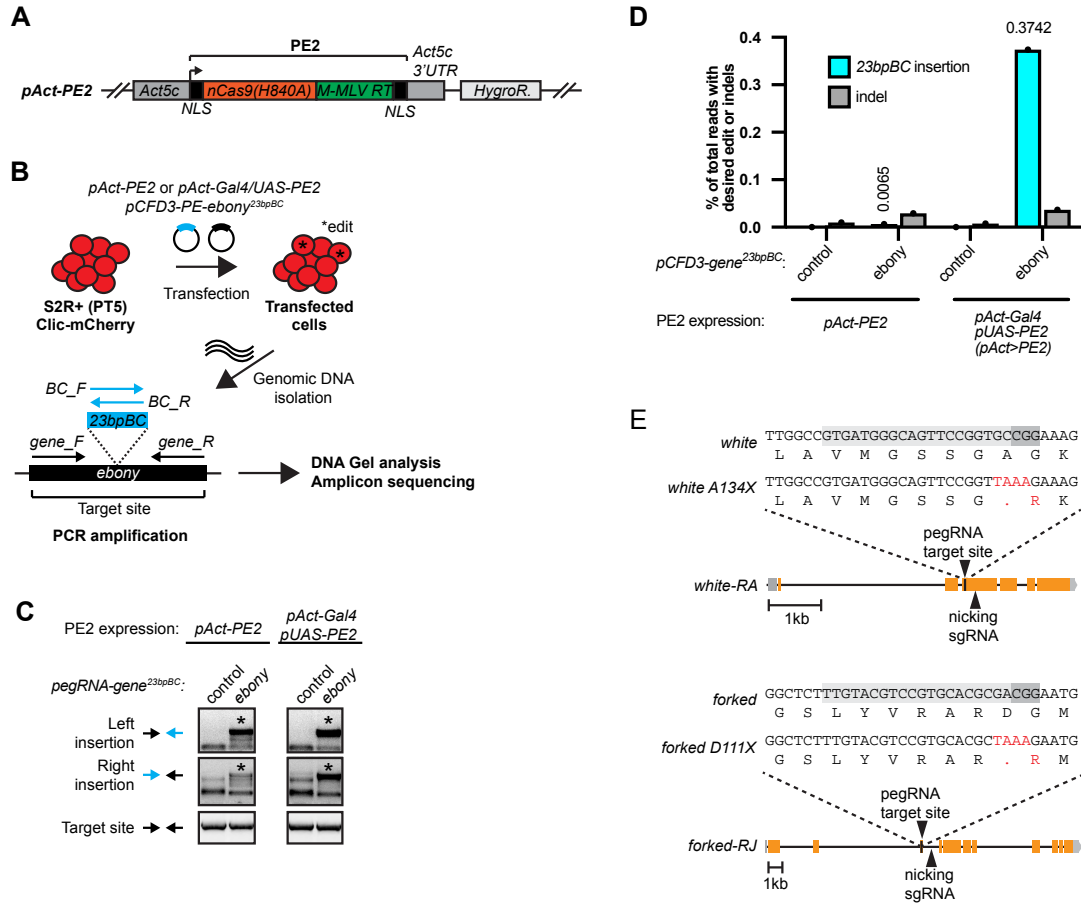 A
PE2
Act5c
3'UTR
pAct-PE2
Act5c
nCas9(H840A)
M-MLV RT
HygroR.
NLS
NLS
B
pAct-PE2 or pAct-Gal4/UAS-PE2
pCFD3-PE-ebony23bpBC
*edit
* *
Transfection
S2R+ (PT5)
Clic-mCherry
Transfected
cells
Genomic DNA
isolation
BC_F
BC_R
23bpBC
gene_F
gene_R
ebony
Target site
PCR amplification
DNA Gel analysis
Amplicon sequencing
C
PE2 expression:
pAct-PE2
pAct-Gal4
pUAS-PE2
pegRNA-gene23bpBC:
control
ebony
control
ebony
Left
insertion
* *
Right
insertion
* *
Target site
D
% of total reads with
desired edit or indels
0.4
0.3
0.2
0.1
0.0
23bpBC insertion
indel
0.0065
0.3742
pCFD3-gene23bpBC:
control
ebony
control
ebony
PE2 expression:
pAct-PE2
pAct-Gal4
pUAS-PE2
(pAct>PE2)
E
white
TTGGCCGTGATGGGCAGTTCCGGTGCCGGAAAG
L A V M G S S G A G K
white A134X
TTGGCCGTGATGGGCAGTTCCGGTTAAAGAAAG
L A V M G S S G . R K
pegRNA
target site
white-RA
1kb
nicking
sgRNA
forked
GGCTCTTTGTACGTCCGTGCACGCGACGGAATG
G S L Y V R A R D G M
forked D111X
GGCTCTTTGTACGTCCGTGCACGCTAAAGAATG
G S L Y V R A R . R M
pegRNA
target site
forked-RJ
1kb
nicking
sgRNA